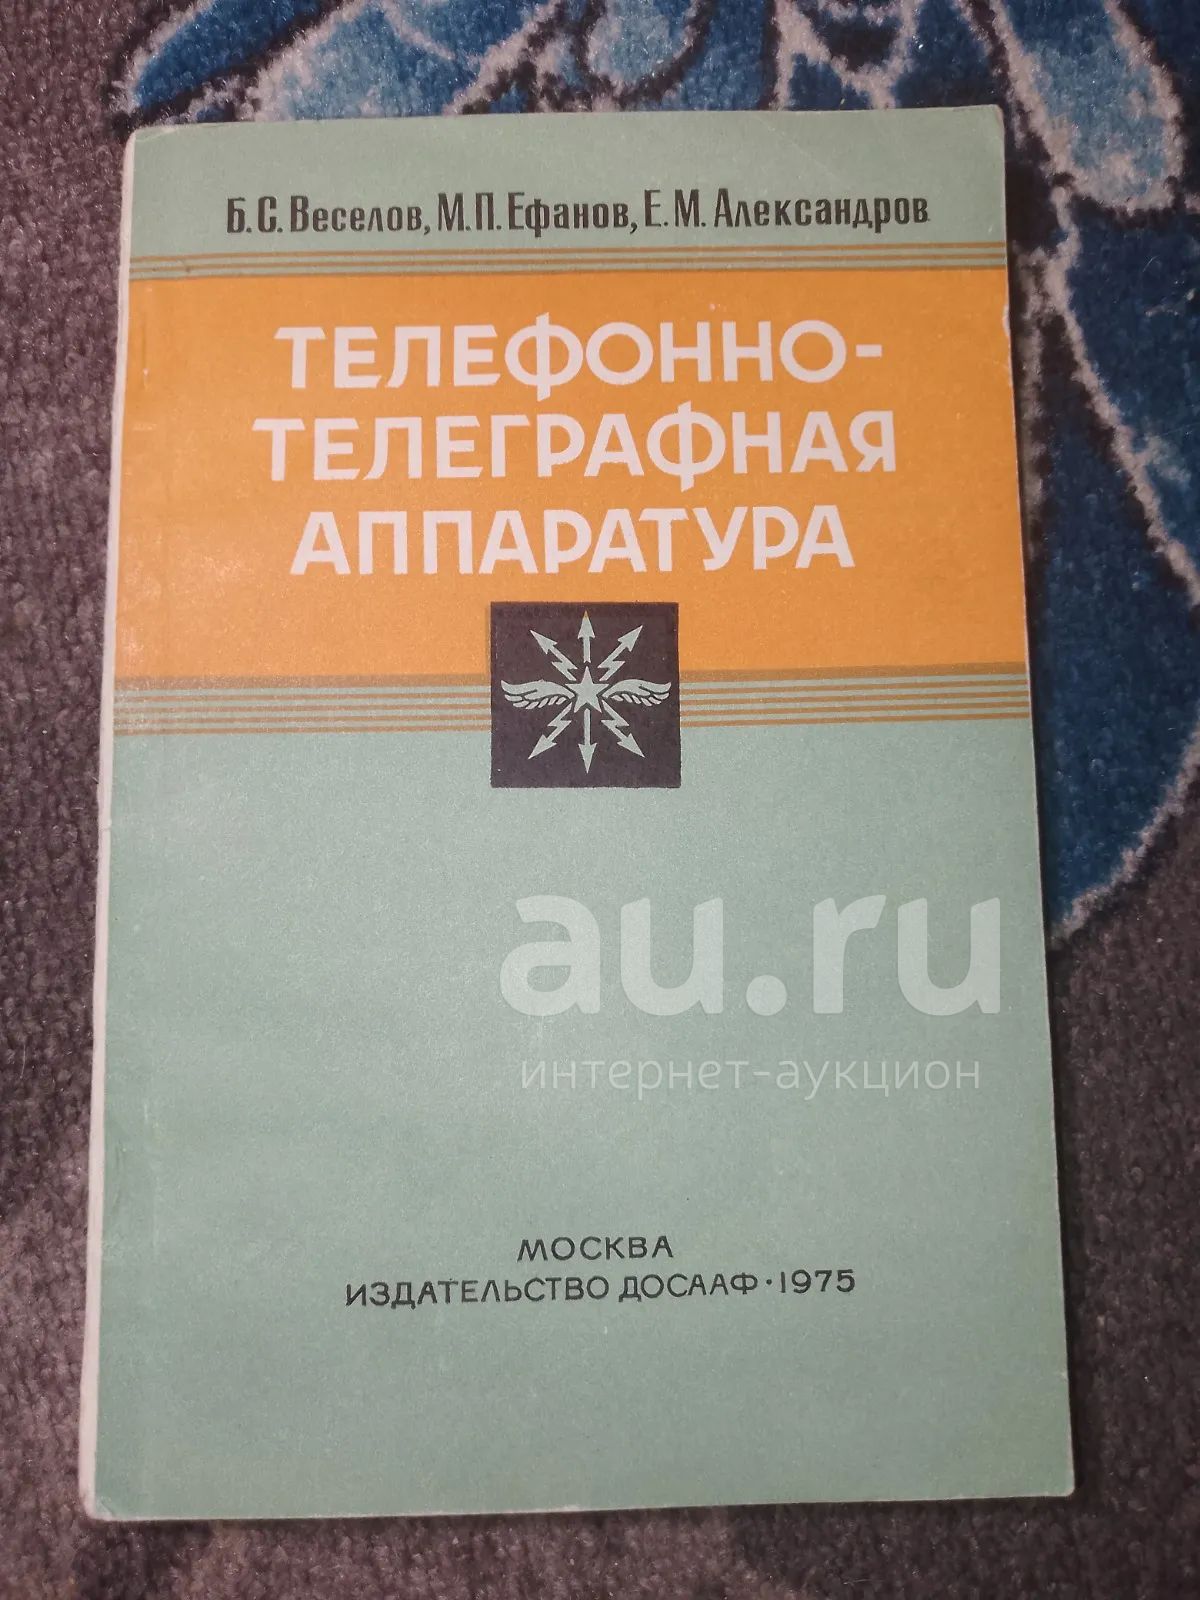 Б.С. Веселов, М.П. Ефанов, Е.М. Александров
ТЕЛЕФОННО-
ТЕЛЕГРАФНАЯ
АППАРАТУРА
au.ru
интернет-аукцион
МОСКВА
ИЗДАТЕЛЬСТВО ДОСААФ · 1975